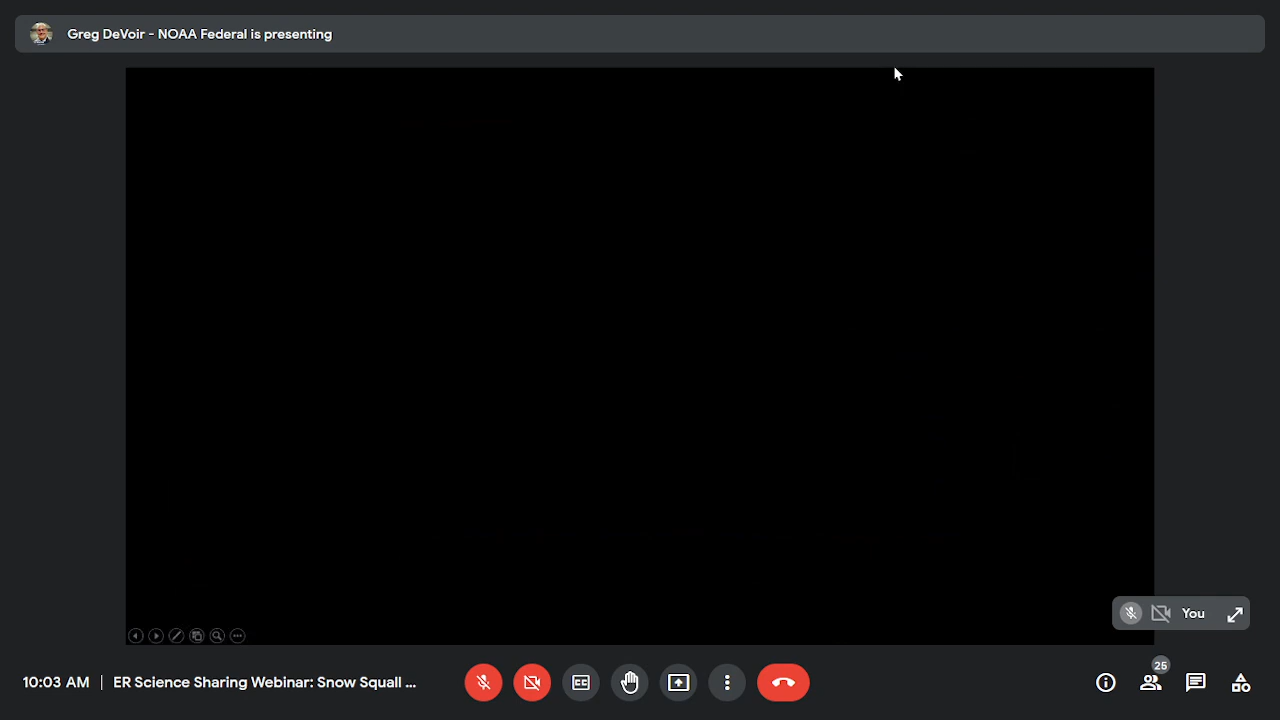 Greg DeVoir - NOAA Federal is presenting
You
10:03 AM | ER Science Sharing Webinar: Snow Squall ...
25